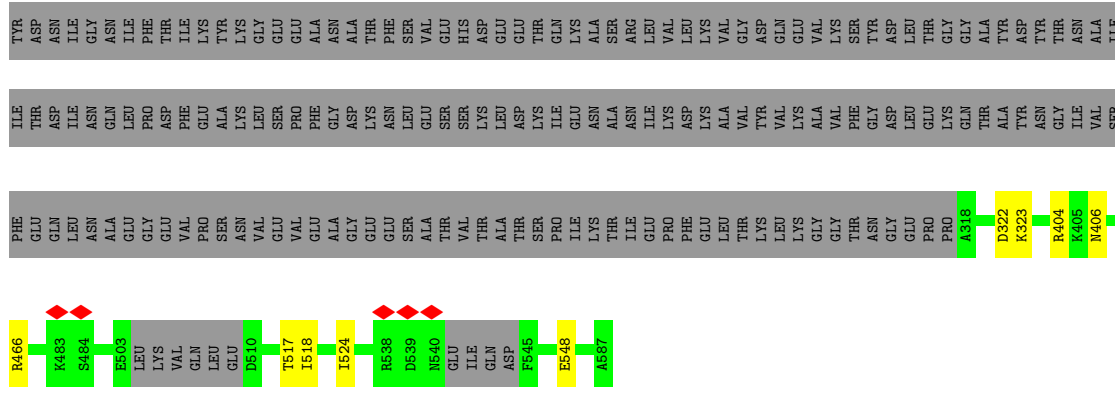 TYR ASP ASN ILE GLY ASN ILE PHE THR ILE LYS TYR LYS GLY GLU GLU ALA ASN ALA THR PHE SER VAL GLU HIS ASP GLU GLU THR GLN LYS ALA SER ARG LEU VAL LEU LYS VAL GLY ASP GLN GLU VAL LYS SER TYR ASP LEU THR GLY GLY ALA TYR ASP TYR THR ASN ALA ILE
ILE THR ASP ILE ASN GLN LEU PRO ASP PHE GLU ALA LYS LEU SER PRO PHE GLY ASP LYS ASN LEU GLU SER SER LYS LEU ASP LYS ILE GLU ASN ALA ASN ILE LYS ASP LYS ALA VAL TYR VAL LYS ALA VAL PHE GLY ASP LEU GLU LYS GLN THR ALA TYR ASN GLY ILE VAL SER
PHE GLU GLN LEU ASN ALA GLU GLY GLU VAL PRO SER ASN VAL GLU VAL GLU ALA GLY GLU GLU SER ALA THR VAL THR ALA THR SER PRO ILE LYS THR ILE GLU PRO PHE GLU LEU THR LYS LEU LYS GLY GLY THR ASN GLY GLU PRO PRO A318 D322 K323 R404 K405 N406
R466 K483 S484 E503 LEU LYS VAL GLN LEU GLU D510 T517 I518 I524 R538 D539 N540 GLU ILE GLN ASP F545 E548 A587